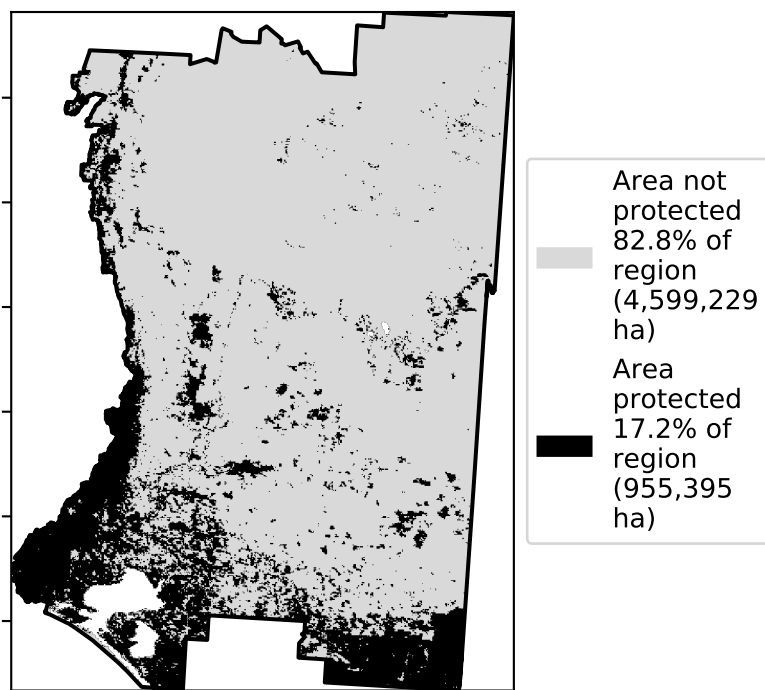 Area not
protected
82.8% of
region
(4,599,229
ha)
Area
protected
17.2% of
region
(955,395
ha)